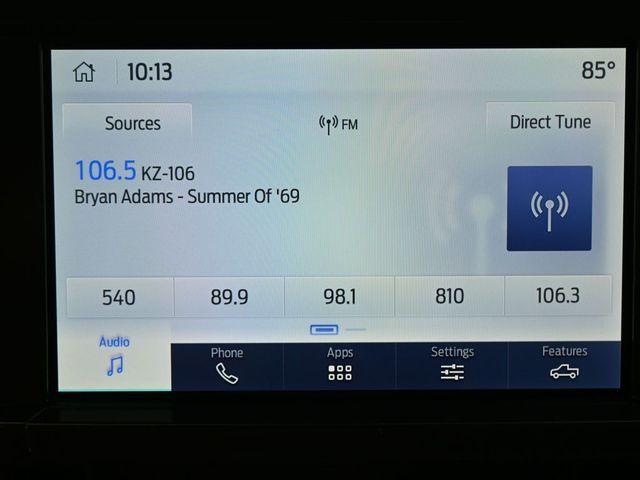 10:13 85°
Sources FM Direct Tune
106.5 KZ-106
Bryan Adams - Summer Of '69
540 89.9 98.1 810 106.3
Audio Phone Apps Settings Features